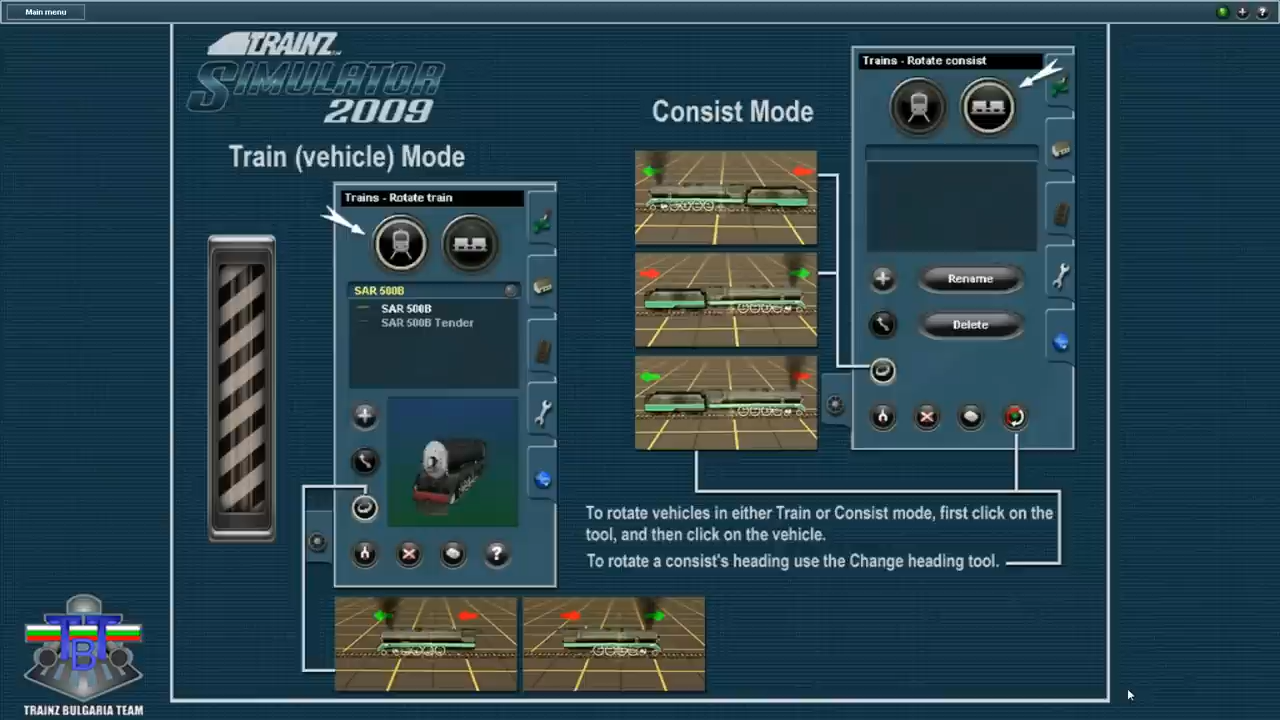 Main menu
TRAINZ
SIMULATOR
2009
Train (vehicle) Mode
Trains - Rotate train
SAR 500B
SAR 500B
SAR 500B Tender
?
Consist Mode
Trains - Rotate consist
Rename
Delete
To rotate vehicles in either Train or Consist mode, first click on the
tool, and then click on the vehicle.
To rotate a consist's heading use the Change heading tool.
TBT
TRAINZ BULGARIA TEAM